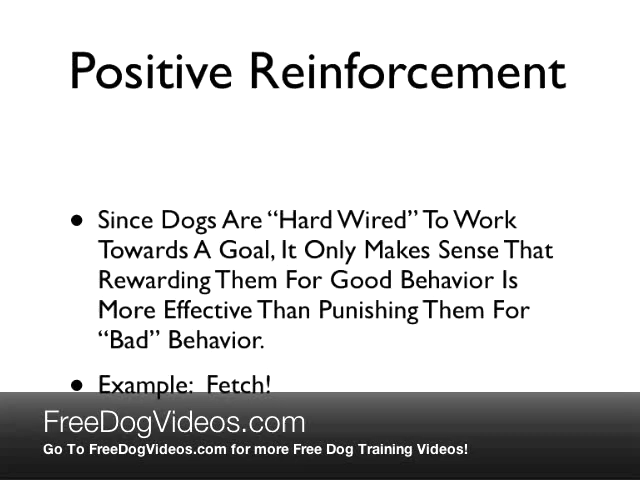 Positive Reinforcement
• Since Dogs Are “Hard Wired” To Work
Towards A Goal, It Only Makes Sense That
Rewarding Them For Good Behavior Is
More Effective Than Punishing Them For
“Bad” Behavior.
• Example: Fetch!
FreeDogVideos.com
Go To FreeDogVideos.com for more Free Dog Training Videos!